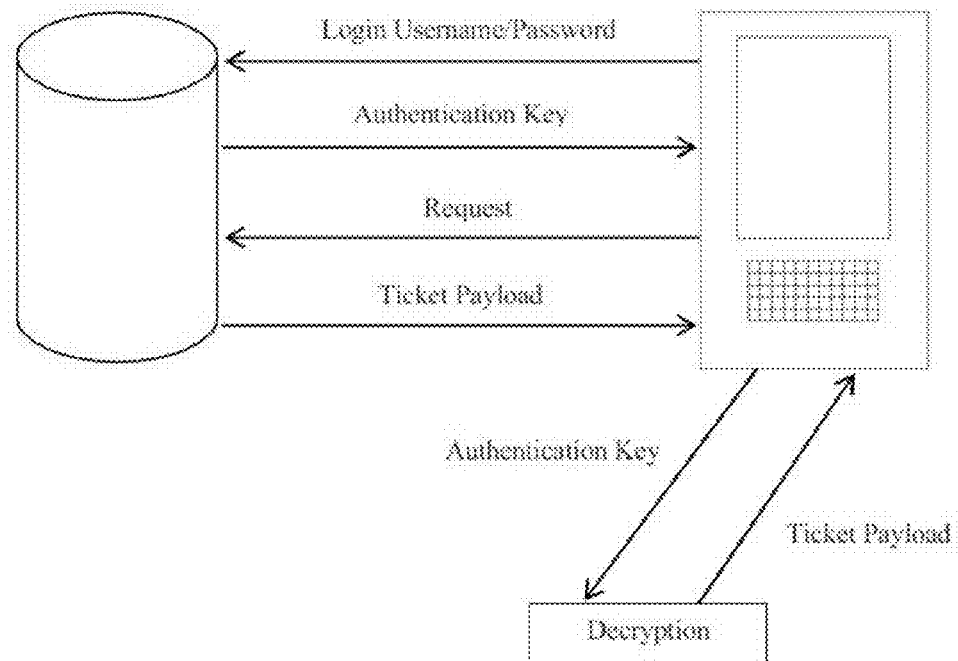 Login Username/Password
Authentication Key
Request
Ticket Payload
Authentication Key
Ticket Payload
Decryption